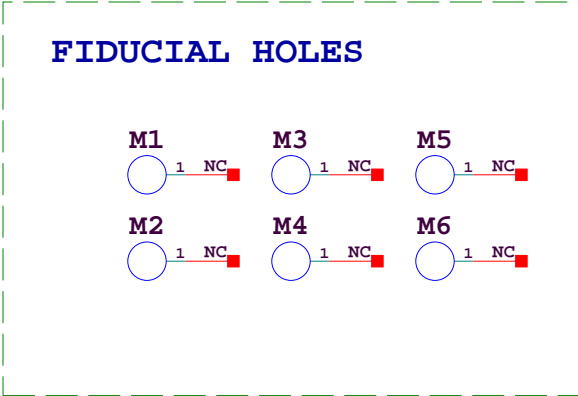 FIDUCIAL HOLES
M1 M3 M5
1 NC 1 NC 1 NC
M2 M4 M6
1 NC 1 NC 1 NC